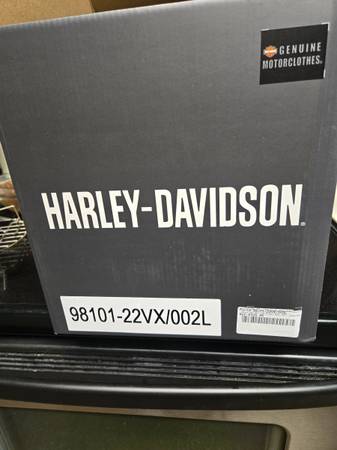 GENUINE
MOTORCLOTHES®
HARLEY-DAVIDSON®
98101-22VX/002L